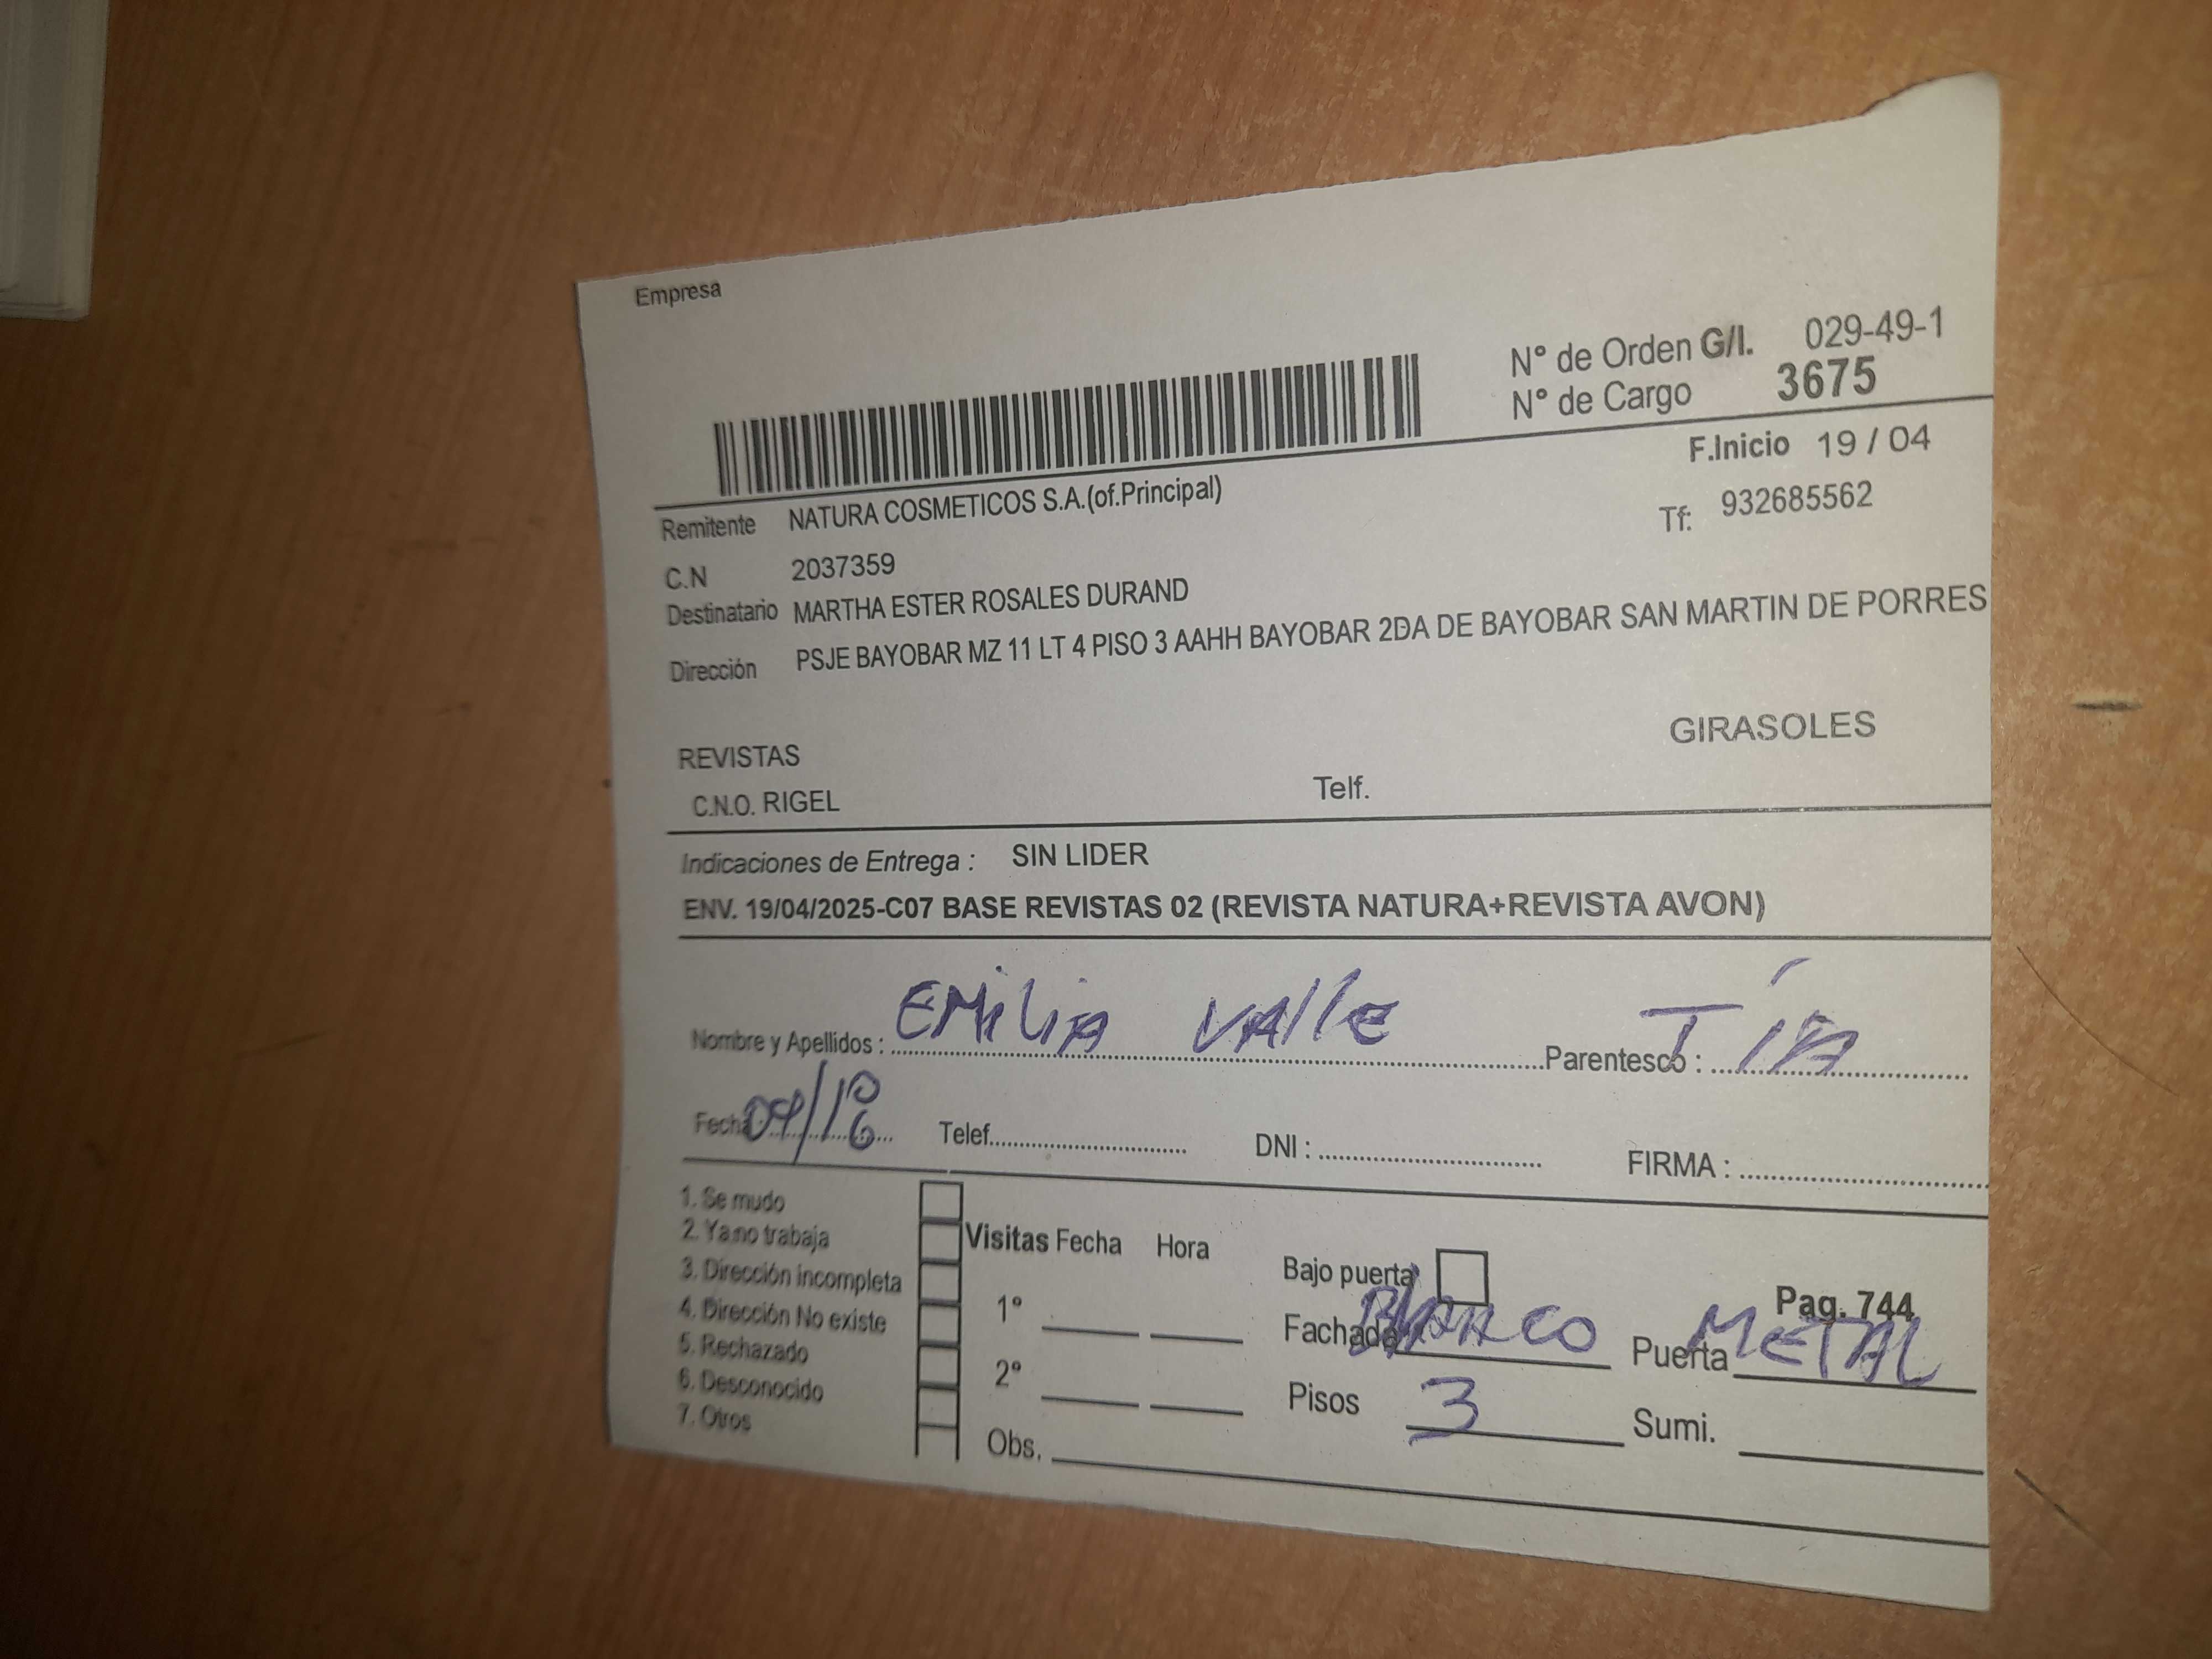 Empresa
N° de Orden G/I. 029-49-1
N° de Cargo 3675
F.Inicio 19 / 04
Remitente NATURA COSMETICOS S.A.(of.Principal)
Tf: 932685562
C.N 2037359
Destinatario MARTHA ESTER ROSALES DURAND
Dirección PSJE BAYOBAR MZ 11 LT 4 PISO 3 AAHH BAYOBAR 2DA DE BAYOBAR SAN MARTIN DE PORRES
GIRASOLES
REVISTAS
C.N.O. RIGEL Telf.
Indicaciones de Entrega : SIN LIDER
ENV. 19/04/2025-C07 BASE REVISTAS 02 (REVISTA NATURA+REVISTA AVON)
Nombre y Apellidos : EMiLiA VAllE Parentesco : TÍA
Fecha Telef. DNI : FIRMA :
1. Se mudo
2. Ya no trabaja
3. Dirección incompleta
4. Dirección No existe
5. Rechazado
6. Desconocido
7. Otros
Visitas Fecha Hora
1°
2°
Obs.
Bajo puerta
Pag. 744
Fachada BlANCO Puerta METAL
Pisos 3 Sumi.